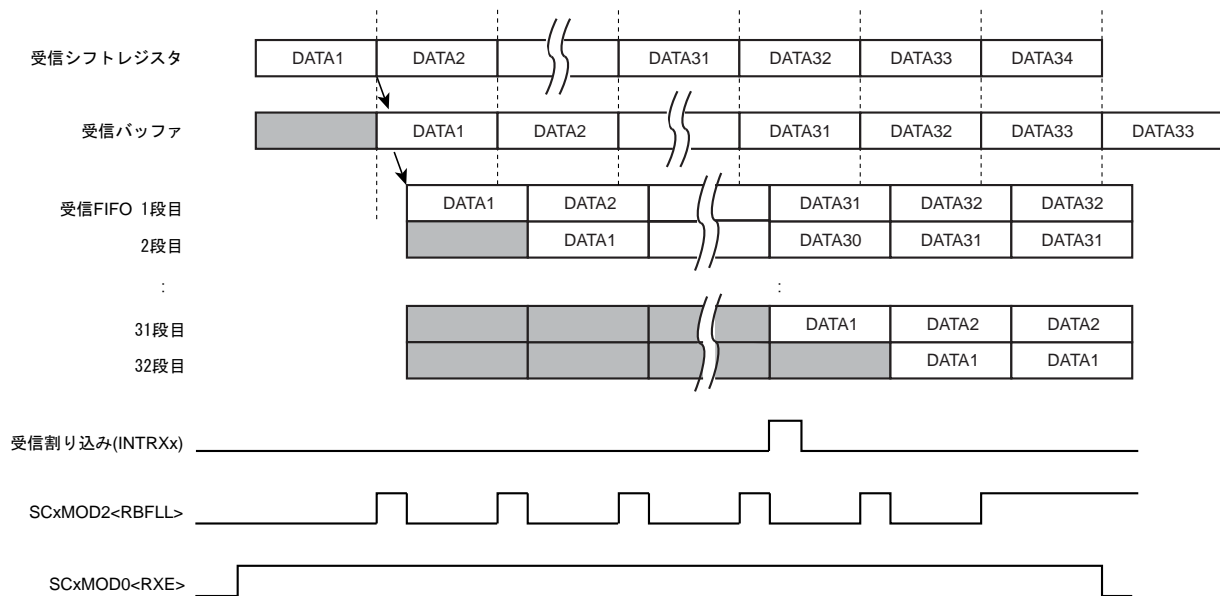 受信シフトレジスタ DATA1 DATA2 DATA31 DATA32 DATA33 DATA34
受信バッファ DATA1 DATA2 DATA31 DATA32 DATA33 DATA33
受信FIFO 1段目 DATA1 DATA2 DATA31 DATA32 DATA32
2段目 DATA1 DATA30 DATA31 DATA31
: :
31段目 DATA1 DATA2 DATA2
32段目 DATA1 DATA1
受信割り込み(INTRXx)
SCxMOD2<RBFLL>
SCxMOD0<RXE>